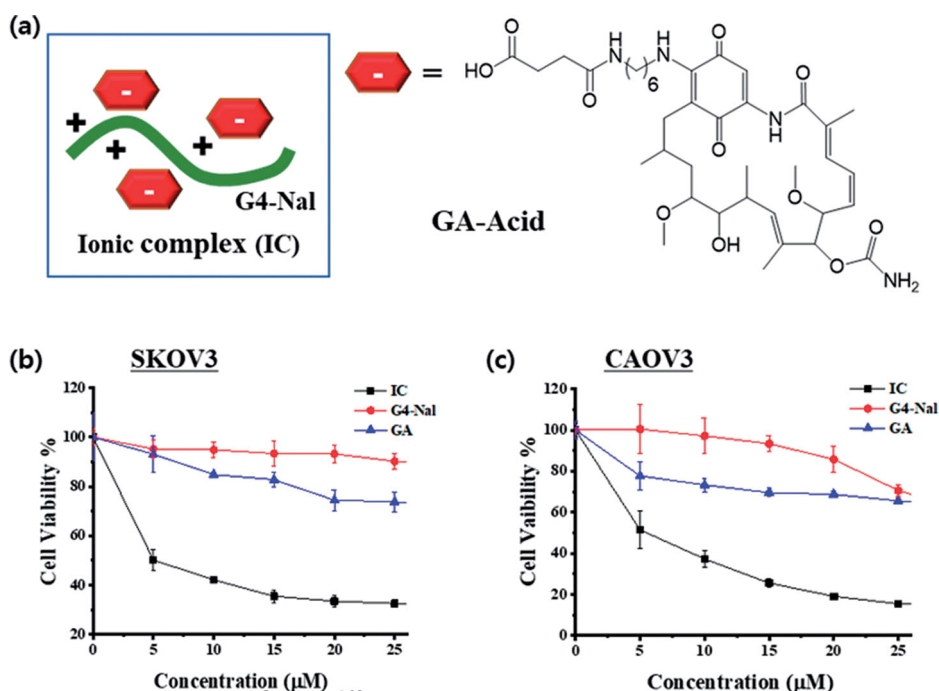 (a)
G4-Nal
Ionic complex (IC)
=
HO
O
O
H
N
6
H
N
O
O
N
H
O
O
O
OH
O
O
O
NH2
GA-Acid
(b) SKOV3
IC
G4-Nal
GA
Cell Viability %
120
100
80
60
40
20
0 5 10 15 20 25
Concentration (μM)
(c) CAOV3
IC
G4-Nal
GA
Cell Vaibility %
120
100
80
60
40
20
0
0 5 10 15 20 25
Concentration (μM)